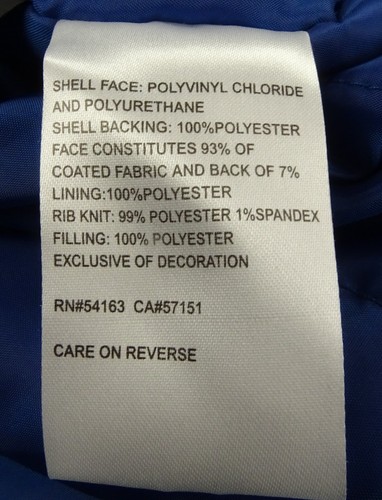 SHELL FACE: POLYVINYL CHLORIDE
AND POLYURETHANE
SHELL BACKING: 100%POLYESTER
FACE CONSTITUTES 93% OF
COATED FABRIC AND BACK OF 7%
LINING:100%POLYESTER
RIB KNIT: 99% POLYESTER 1%SPANDEX
FILLING: 100% POLYESTER
EXCLUSIVE OF DECORATION
RN#54163 CA#57151
CARE ON REVERSE